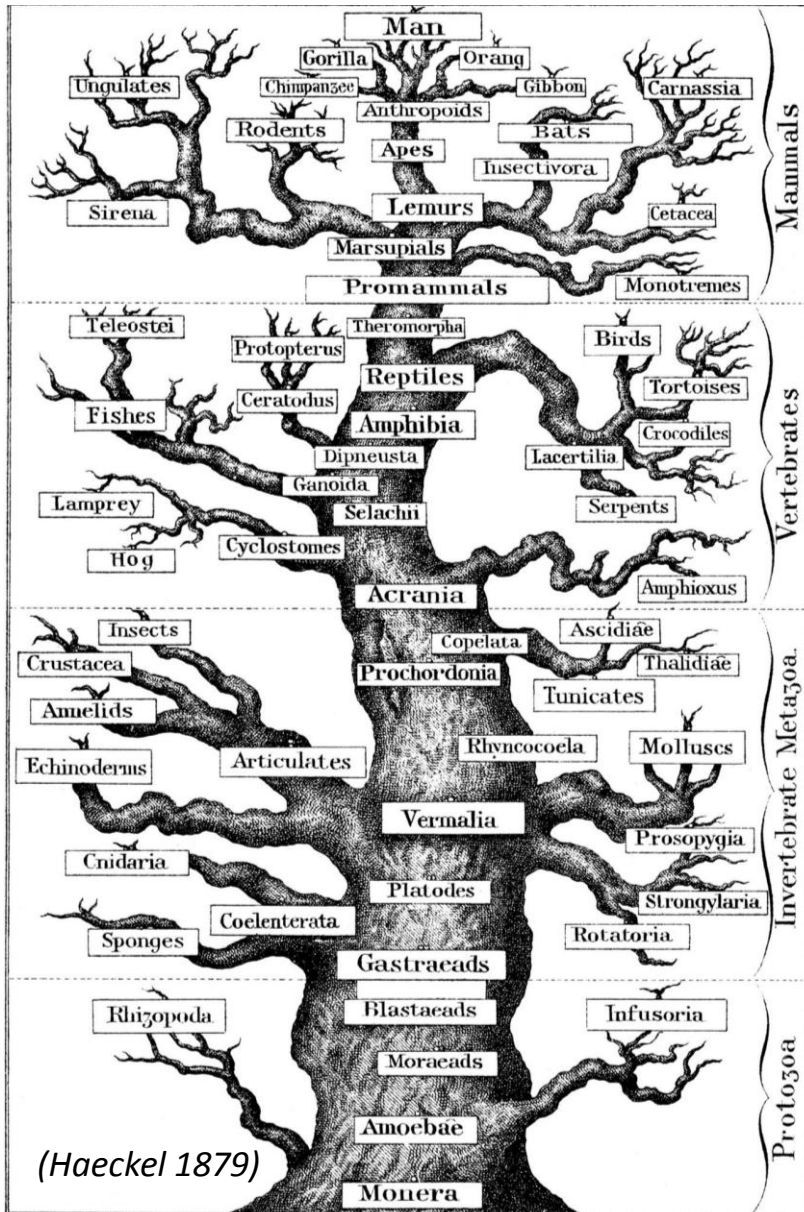 Man
Gorilla
Orang
Ungulates
Chimpanzee
Gibbon
Carnassia
Anthropoids
Rodents
Bats
Apes
Insectivora
Sirena
Lemurs
Cetacea
Marsupials
Promammals
Monotremes
Mammals
Teleostei
Theromorpha
Protopterus
Birds
Reptiles
Tortoises
Ceratodus
Fishes
Amphibia
Crocodiles
Dipneusta
Lacertilia
Ganoida
Lamprey
Selachii
Serpents
Cyclostomes
Hog
Amphioxus
Acrania
Vertebrates
Insects
Ascidiæ
Copelata
Crustacea
Thalidiæ
Prochordonia
Tunicates
Annelids
Rhyncocoela
Molluscs
Echinoderms
Articulates
Vermalia
Prosopygia
Cnidaria
Platodes
Strongylaria
Coelenterata
Sponges
Rotatoria
Gastraeads
Invertebrate Metazoa.
Blastaeads
Rhizopoda
Infusoria
Moraeads
Amoebae
(Haeckel 1879)
Monera
Protozoa